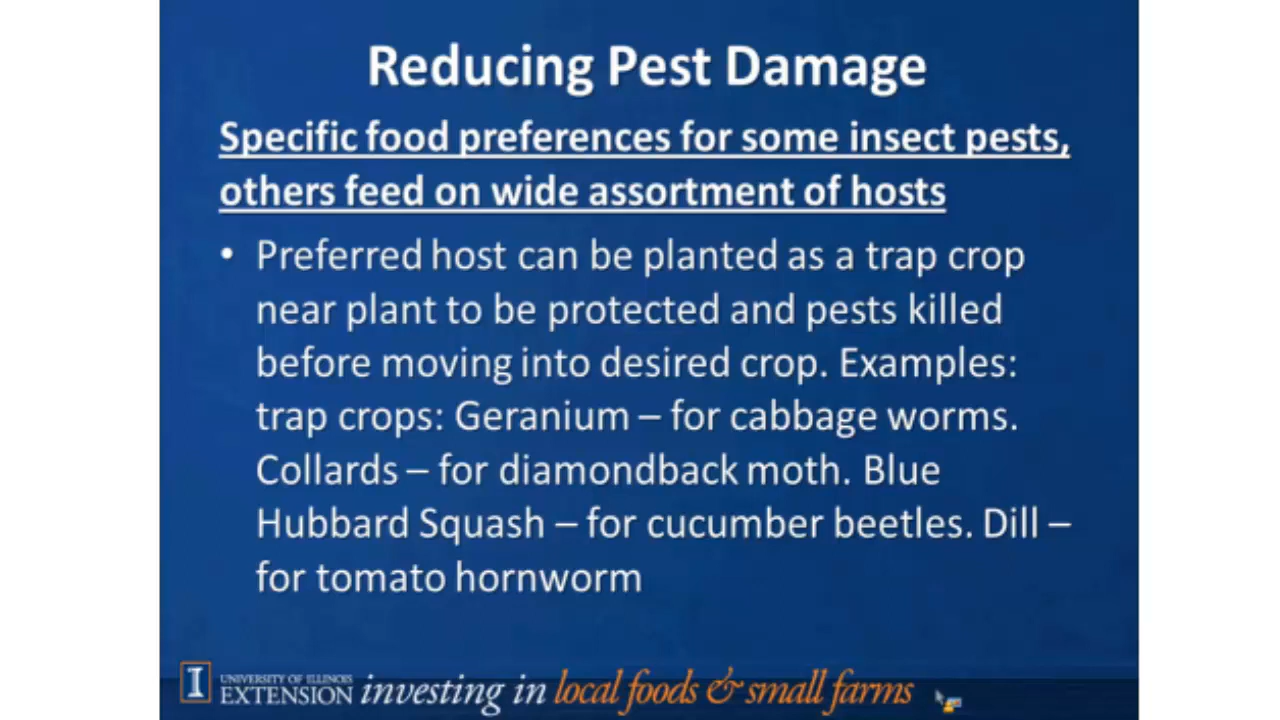 Reducing Pest Damage
Specific food preferences for some insect pests,
others feed on wide assortment of hosts
• Preferred host can be planted as a trap crop
near plant to be protected and pests killed
before moving into desired crop. Examples:
trap crops: Geranium – for cabbage worms.
Collards – for diamondback moth. Blue
Hubbard Squash – for cucumber beetles. Dill –
for tomato hornworm
I UNIVERSITY OF ILLINOIS
EXTENSION investing in local foods & small farms